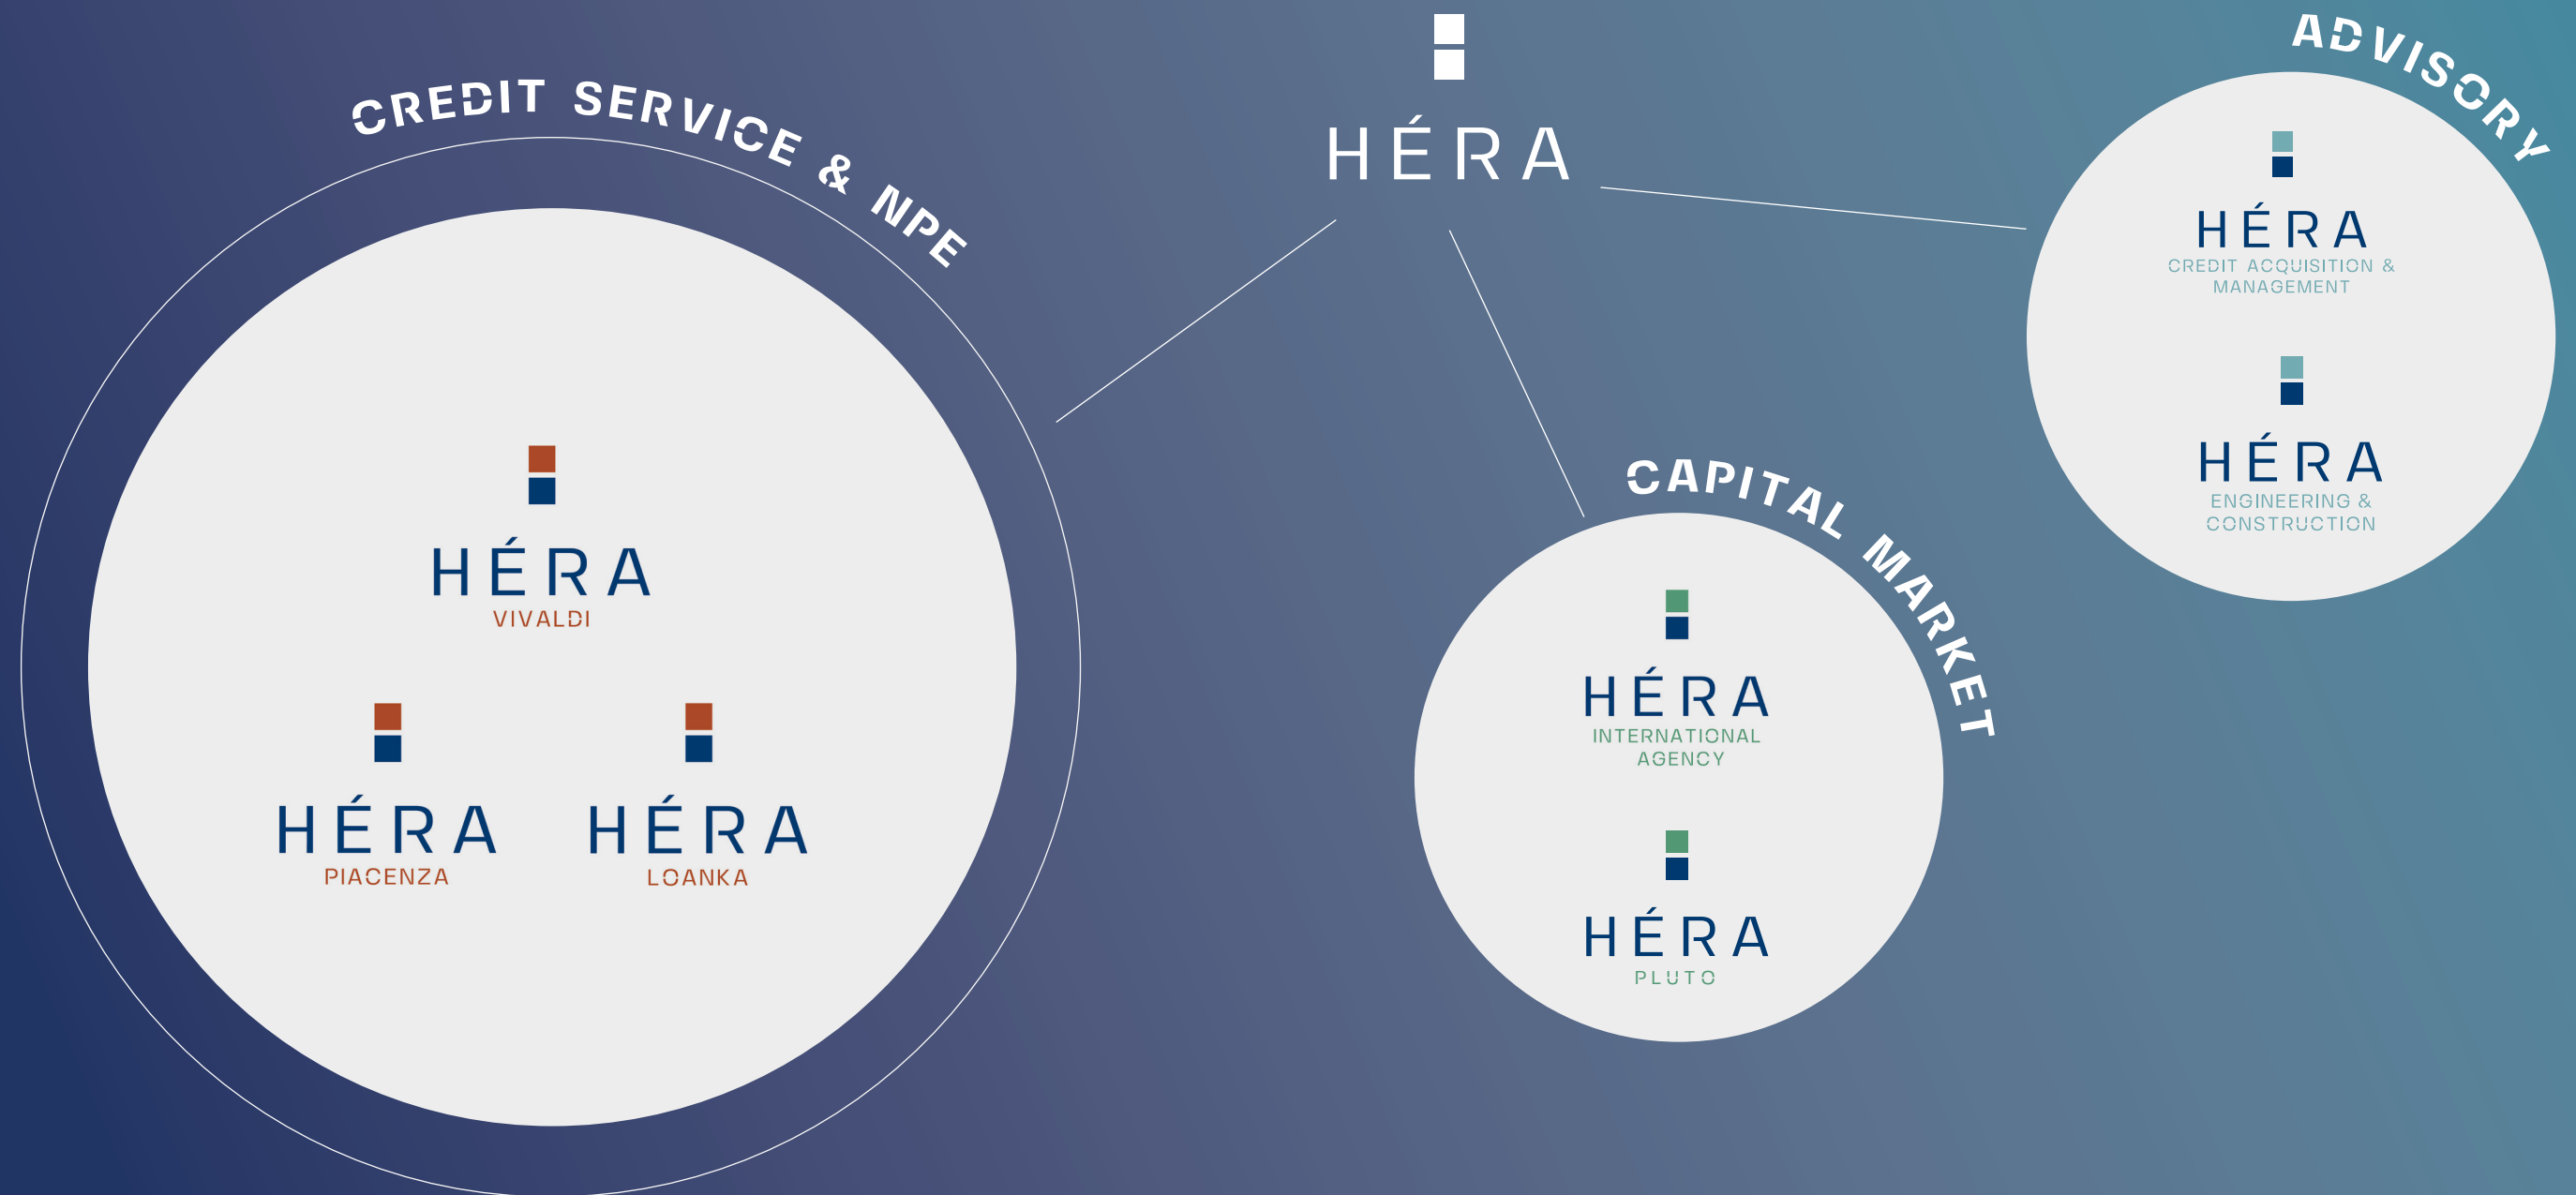 HÉRA
CREDIT SERVICE & NPE
HÉRA
VIVALDI
HÉRA
PIACENZA
HÉRA
LOANKA
CAPITAL MARKET
HÉRA
INTERNATIONAL
AGENCY
HÉRA
PLUTO
ADVISORY
HÉRA
CREDIT ACQUISITION &
MANAGEMENT
HÉRA
ENGINEERING &
CONSTRUCTION